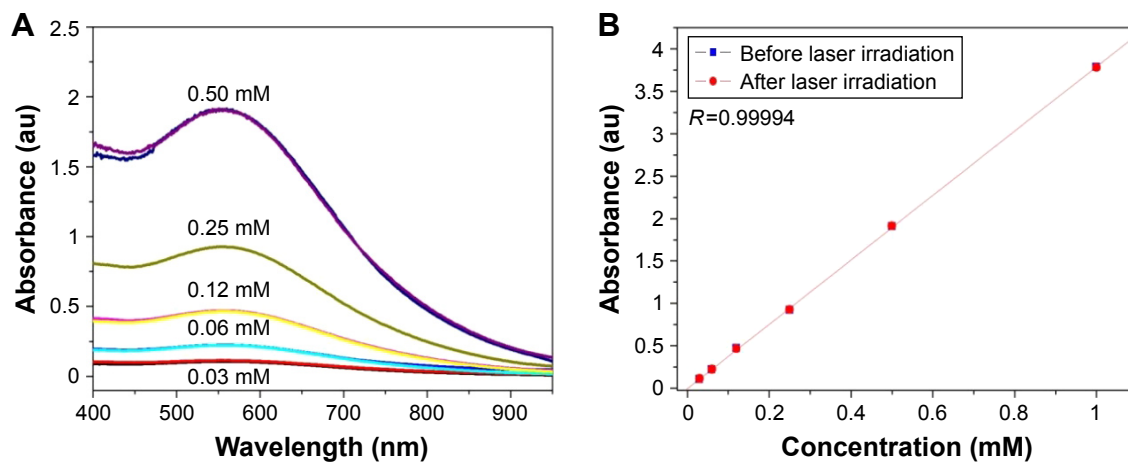 A
2.5
2
1.5
1
0.5
0
0.50 mM
0.25 mM
0.12 mM
0.06 mM
0.03 mM
400 500 600 700 800 900
Wavelength (nm)
Absorbance (au)
B
4
3.5
3
2.5
2
1.5
1
0.5
0
Before laser irradiation
After laser irradiation
R=0.99994
0 0.2 0.4 0.6 0.8 1
Concentration (mM)
Absorbance (au)